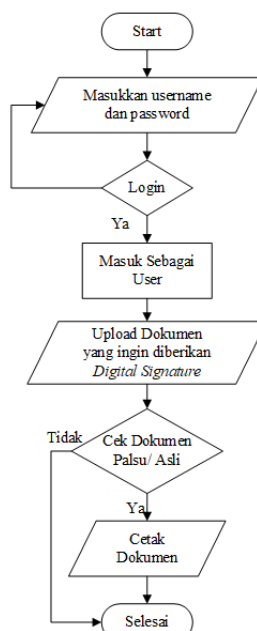 Start
Masukkan username
dan password
Login
Ya
Masuk Sebagai
User
Upload Dokumen
yang ingin diberikan
Digital Signature
Tidak
Cek Dokumen
Palsu/ Asli
Ya
Cetak
Dokumen
Selesai